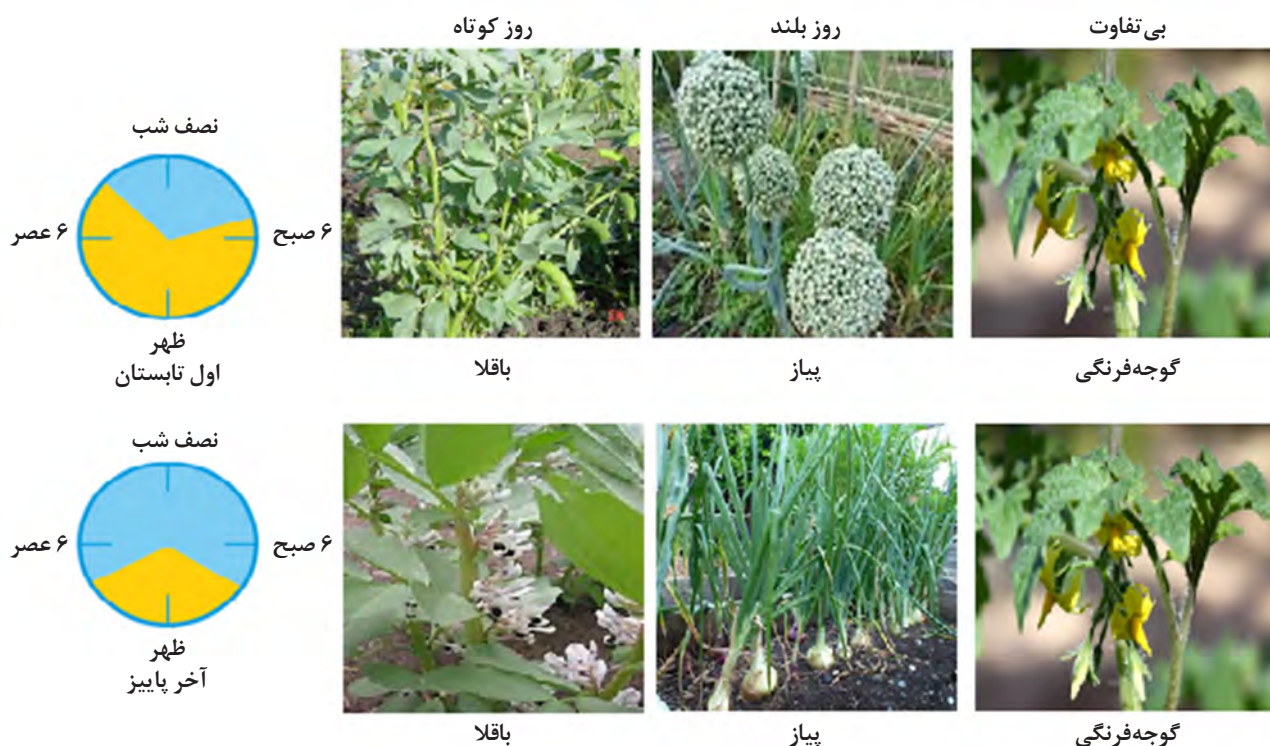 بی‌تفاوت
روز بلند
روز کوتاه
نصف شب
۶ صبح
۶ عصر
ظهر
اول تابستان
گوجه‌فرنگی
پیاز
باقلا
نصف شب
۶ صبح
۶ عصر
ظهر
آخر پاییز
گوجه‌فرنگی
پیاز
باقلا